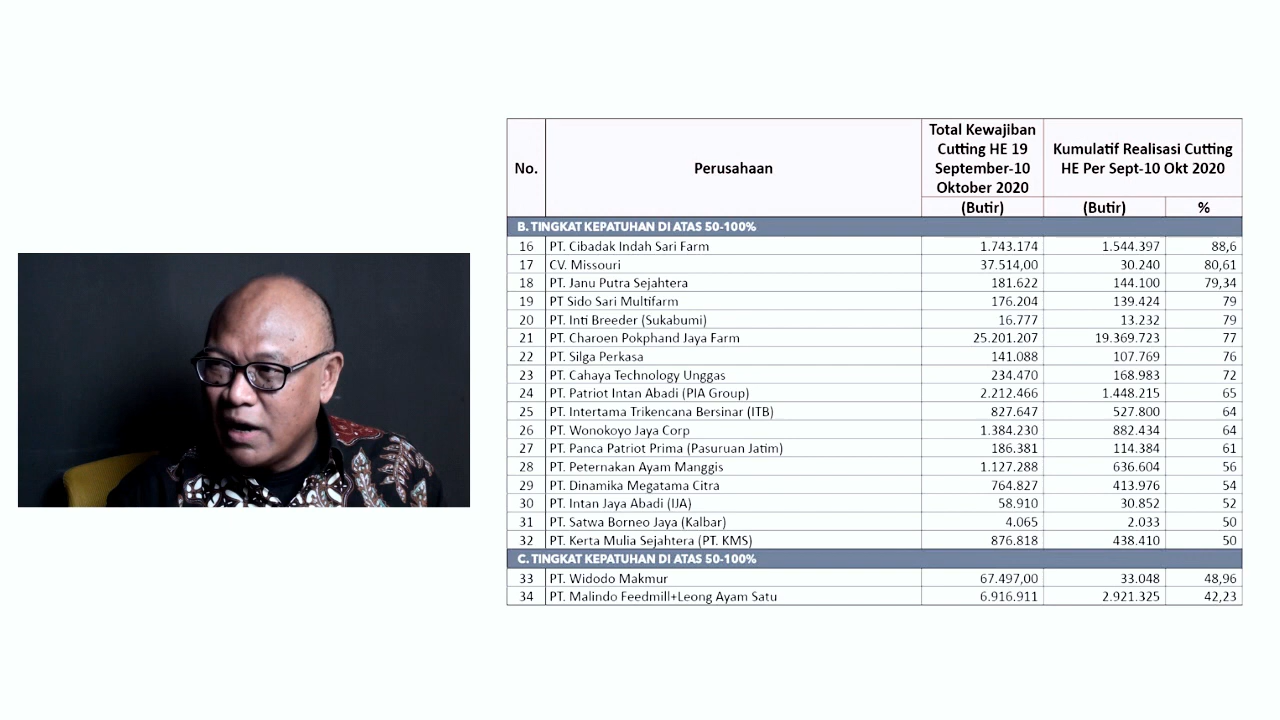 No.
Perusahaan
Total Kewajiban
Cutting HE 19
September-10
Oktober 2020
Kumulatif Realisasi Cutting
HE Per Sept-10 Okt 2020
(Butir) (Butir) %
B. TINGKAT KEPATUHAN DI ATAS 50-100%
16 PT. Cibadak Indah Sari Farm 1.743.174 1.544.397 88,6
17 CV. Missouri 37.514,00 30.240 80,61
18 PT. Janu Putra Sejahtera 181.622 144.100 79,34
19 PT Sido Sari Multifarm 176.204 139.424 79
20 PT. Inti Breeder (Sukabumi) 16.777 13.232 79
21 PT. Charoen Pokphand Jaya Farm 25.201.207 19.369.723 77
22 PT. Silga Perkasa 141.088 107.769 76
23 PT. Cahaya Technology Unggas 234.470 168.983 72
24 PT. Patriot Intan Abadi (PIA Group) 2.212.466 1.448.215 65
25 PT. Intertama Trikencana Bersinar (ITB) 827.647 527.800 64
26 PT. Wonokoyo Jaya Corp 1.384.230 882.434 64
27 PT. Panca Patriot Prima (Pasuruan Jatim) 186.381 114.384 61
28 PT. Peternakan Ayam Manggis 1.127.288 636.604 56
29 PT. Dinamika Megatama Citra 764.827 413.976 54
30 PT. Intan Jaya Abadi (IJA) 58.910 30.852 52
31 PT. Satwa Borneo Jaya (Kalbar) 4.065 2.033 50
32 PT. Kerta Mulia Sejahtera (PT. KMS) 876.818 438.410 50
C. TINGKAT KEPATUHAN DI ATAS 50-100%
33 PT. Widodo Makmur 67.497,00 33.048 48,96
34 PT. Malindo Feedmill+Leong Ayam Satu 6.916.911 2.921.325 42,23